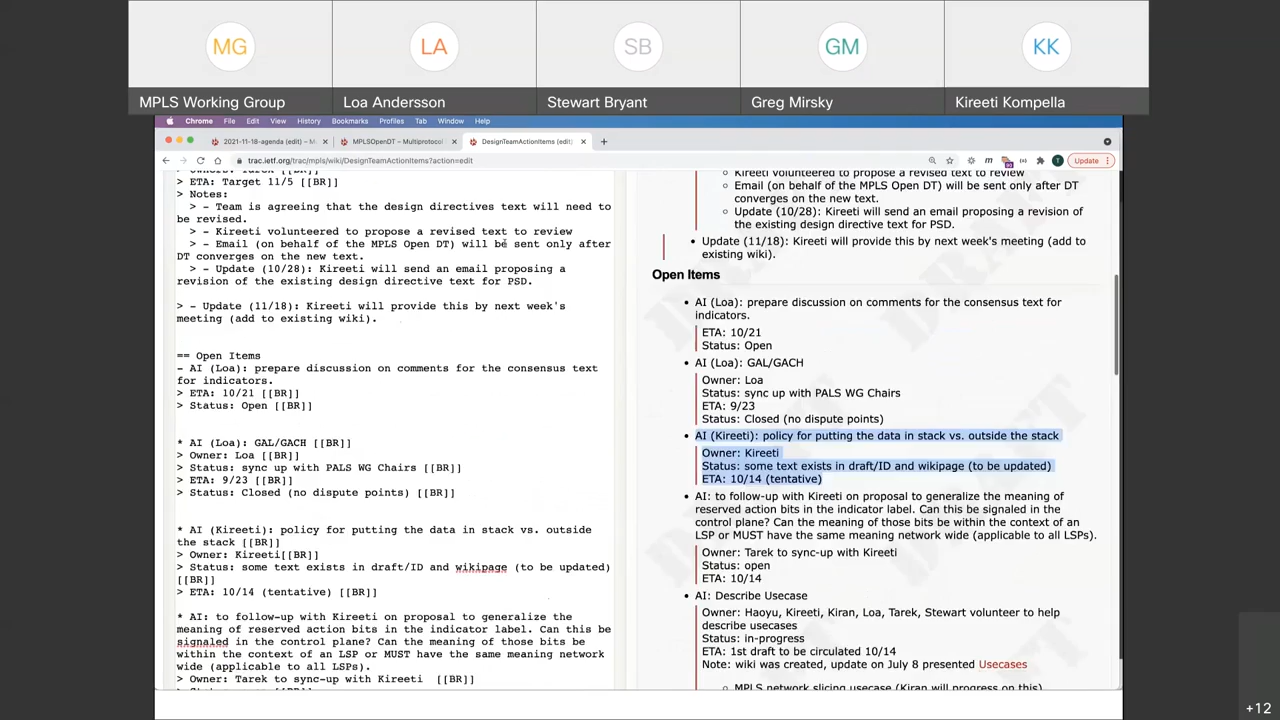 MG
LA
SB
GM
KK
MPLS Working Group
Loa Andersson
Stewart Bryant
Greg Mirsky
Kireeti Kompella
Chrome File Edit View History Bookmarks Profiles Tab Window Help
2021-11-18-agenda (edit) – M
MPLSOpenDT – Multiprotocol
DesignTeamActionItems (edit)
trac.ietf.org/trac/mpls/wiki/DesignTeamActionItems?action=edit
Update
> ETA: Target 11/5 [[BR]]
> Notes:
> - Team is agreeing that the design directives text will need to
be revised.
> - Kireeti volunteered to propose a revised text to review
> - Email (on behalf of the MPLS Open DT) will be sent only after
DT converges on the new text.
> - Update (10/28): Kireeti will send an email proposing a
revision of the existing design directive text for PSD.
> - Update (11/18): Kireeti will provide this by next week's
meeting (add to existing wiki).
== Open Items
- AI (Loa): prepare discussion on comments for the consensus text
for indicators.
> ETA: 10/21 [[BR]]
> Status: Open [[BR]]
* AI (Loa): GAL/GACH [[BR]]
> Owner: Loa [[BR]]
> Status: sync up with PALS WG Chairs [[BR]]
> ETA: 9/23 [[BR]]
> Status: Closed (no dispute points) [[BR]]
* AI (Kireeti): policy for putting the data in stack vs. outside
the stack [[BR]]
> Owner: Kireeti[[BR]]
> Status: some text exists in draft/ID and wikipage (to be updated)
[[BR]]
> ETA: 10/14 (tentative) [[BR]]
* AI: to follow-up with Kireeti on proposal to generalize the
meaning of reserved action bits in the indicator label. Can this be
signaled in the control plane? Can the meaning of those bits be
within the context of an LSP or MUST have the same meaning network
wide (applicable to all LSPs).
> Owner: Tarek to sync-up with Kireeti [[BR]]
Kireeti volunteered to propose a revised text to review
Email (on behalf of the MPLS Open DT) will be sent only after DT
converges on the new text.
Update (10/28): Kireeti will send an email proposing a revision of
the existing design directive text for PSD.
Update (11/18): Kireeti will provide this by next week's meeting (add to
existing wiki).
Open Items
AI (Loa): prepare discussion on comments for the consensus text for
indicators.
ETA: 10/21
Status: Open
AI (Loa): GAL/GACH
Owner: Loa
Status: sync up with PALS WG Chairs
ETA: 9/23
Status: Closed (no dispute points)
AI (Kireeti): policy for putting the data in stack vs. outside the stack
Owner: Kireeti
Status: some text exists in draft/ID and wikipage (to be updated)
ETA: 10/14 (tentative)
AI: to follow-up with Kireeti on proposal to generalize the meaning of
reserved action bits in the indicator label. Can this be signaled in the
control plane? Can the meaning of those bits be within the context of an
LSP or MUST have the same meaning network wide (applicable to all LSPs).
Owner: Tarek to sync-up with Kireeti
Status: open
ETA: 10/14
AI: Describe Usecase
Owner: Haoyu, Kireeti, Kiran, Loa, Tarek, Stewart volunteer to help
describe usecases
Status: in-progress
ETA: 1st draft to be circulated 10/14
Note: wiki was created, update on July 8 presented Usecases
MPLS network slicing usecase (Kiran will progress on this)
+12